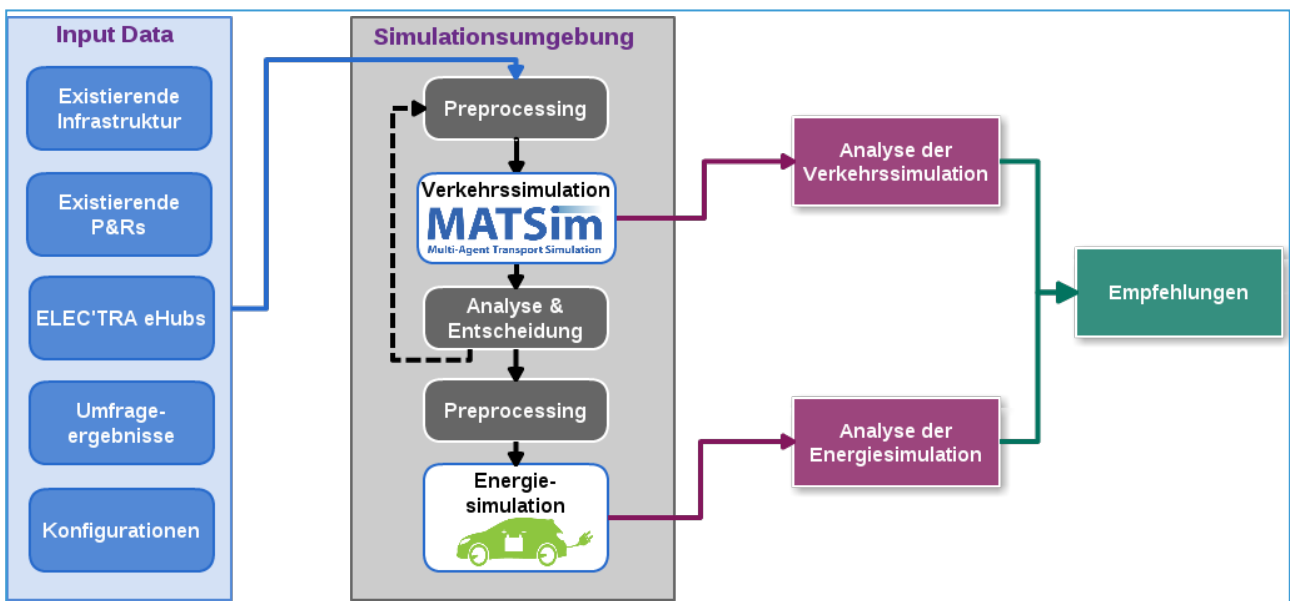 Input Data
Existierende
Infrastruktur
Existierende
P&Rs
ELEC'TRA eHubs
Umfrage-
ergebnisse
Konfigurationen
Simulationsumgebung
Preprocessing
Verkehrssimulation
MATSim
Multi-Agent Transport Simulation
Analyse &
Entscheidung
Preprocessing
Energie-
simulation
Analyse der
Verkehrssimulation
Analyse der
Energiesimulation
Empfehlungen